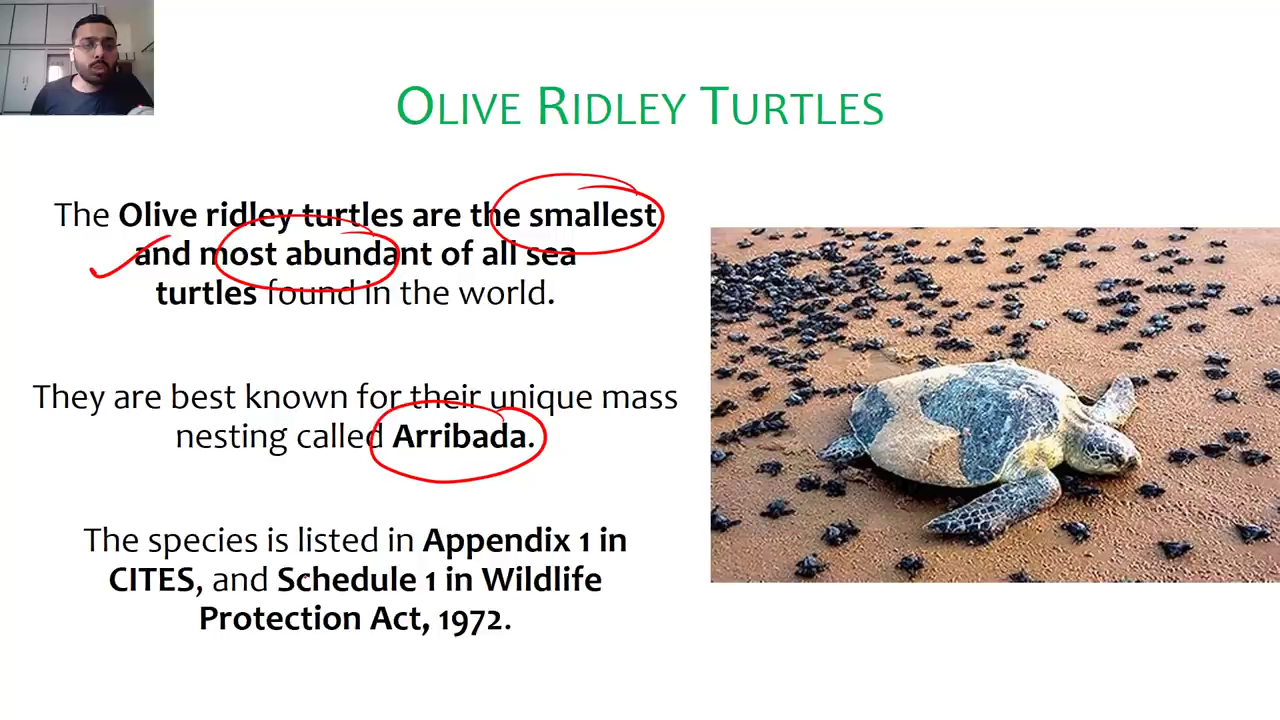 OLIVE RIDLEY TURTLES
The Olive ridley turtles are the smallest
and most abundant of all sea
turtles found in the world.
They are best known for their unique mass
nesting called Arribada.
The species is listed in Appendix 1 in
CITES, and Schedule 1 in Wildlife
Protection Act, 1972.